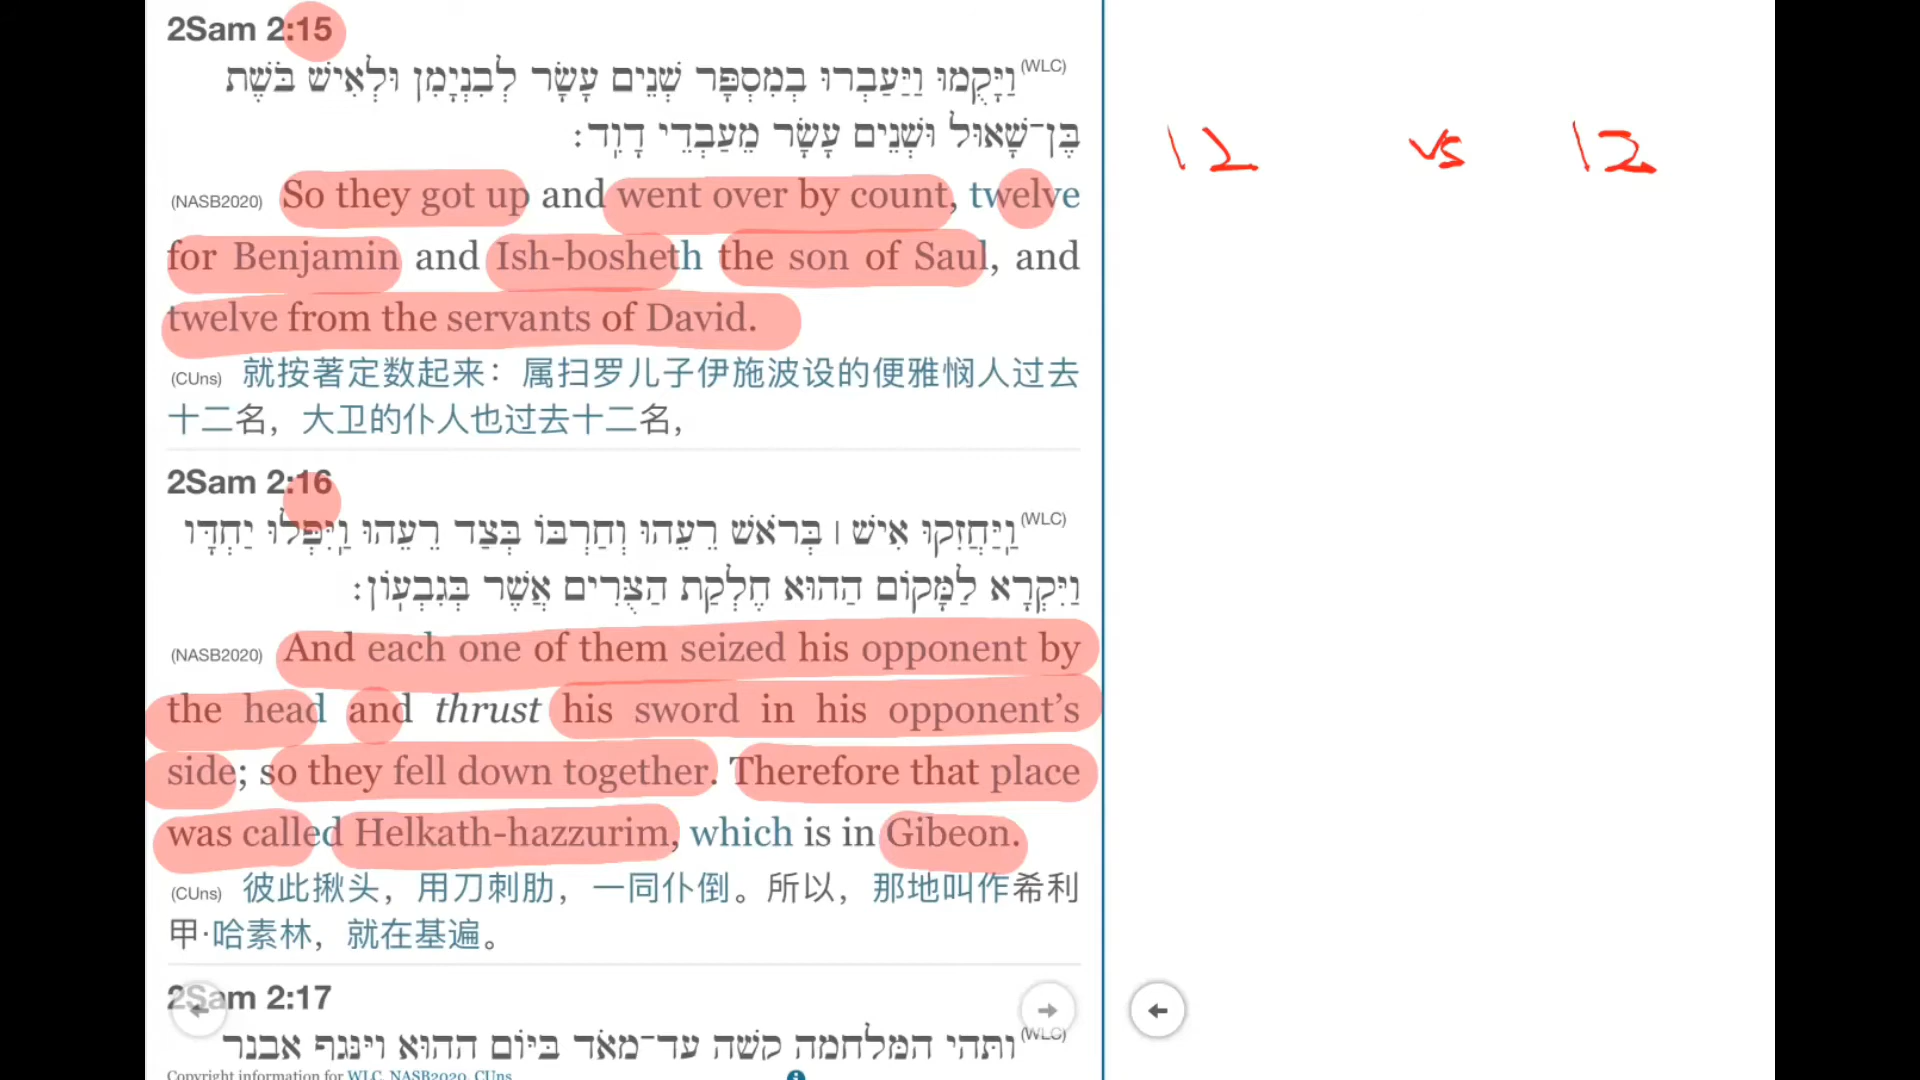 2Sam 2:15
(WLC) וַיָּקֻמוּ וַיַּעַבְרוּ בְמִסְפָּר שְׁנֵים עָשָׂר לְבִנְיָמִן וּלְאִישׁ בֹּשֶׁת
בֶּן־שָׁאוּל וּשְׁנֵים עָשָׂר מֵעַבְדֵי דָוִד׃
(NASB2020) So they got up and went over by count, twelve
for Benjamin and Ish-bosheth the son of Saul, and
twelve from the servants of David.
(CUns) 就按著定数起来：属扫罗儿子伊施波设的便雅悯人过去
十二名，大卫的仆人也过去十二名，
2Sam 2:16
(WLC) וַיַּחֲזִקוּ אִישׁ ׀ בְּרֹאשׁ רֵעֵהוּ וְחַרְבּוֹ בְּצַד רֵעֵהוּ וַיִּפְּלוּ יַחְדָּו
וַיִּקְרָא לַמָּקוֹם הַהוּא חֶלְקַת הַצֻּרִים אֲשֶׁר בְּגִבְעוֹן׃
(NASB2020) And each one of them seized his opponent by
the head and thrust his sword in his opponent’s
side; so they fell down together. Therefore that place
was called Helkath-hazzurim, which is in Gibeon.
(CUns) 彼此揪头，用刀刺肋，一同仆倒。所以，那地叫作希利
甲·哈素林，就在基遍。
2Sam 2:17
(WLC) וַתְּהִי הַמִּלְחָמָה קָשָׁה עַד־מְאֹד בַּיּוֹם הַהוּא וַיִּנָּגֶף אַבְנֵר
Copyright information for WLC, NASB2020, CUns
12 vs 12